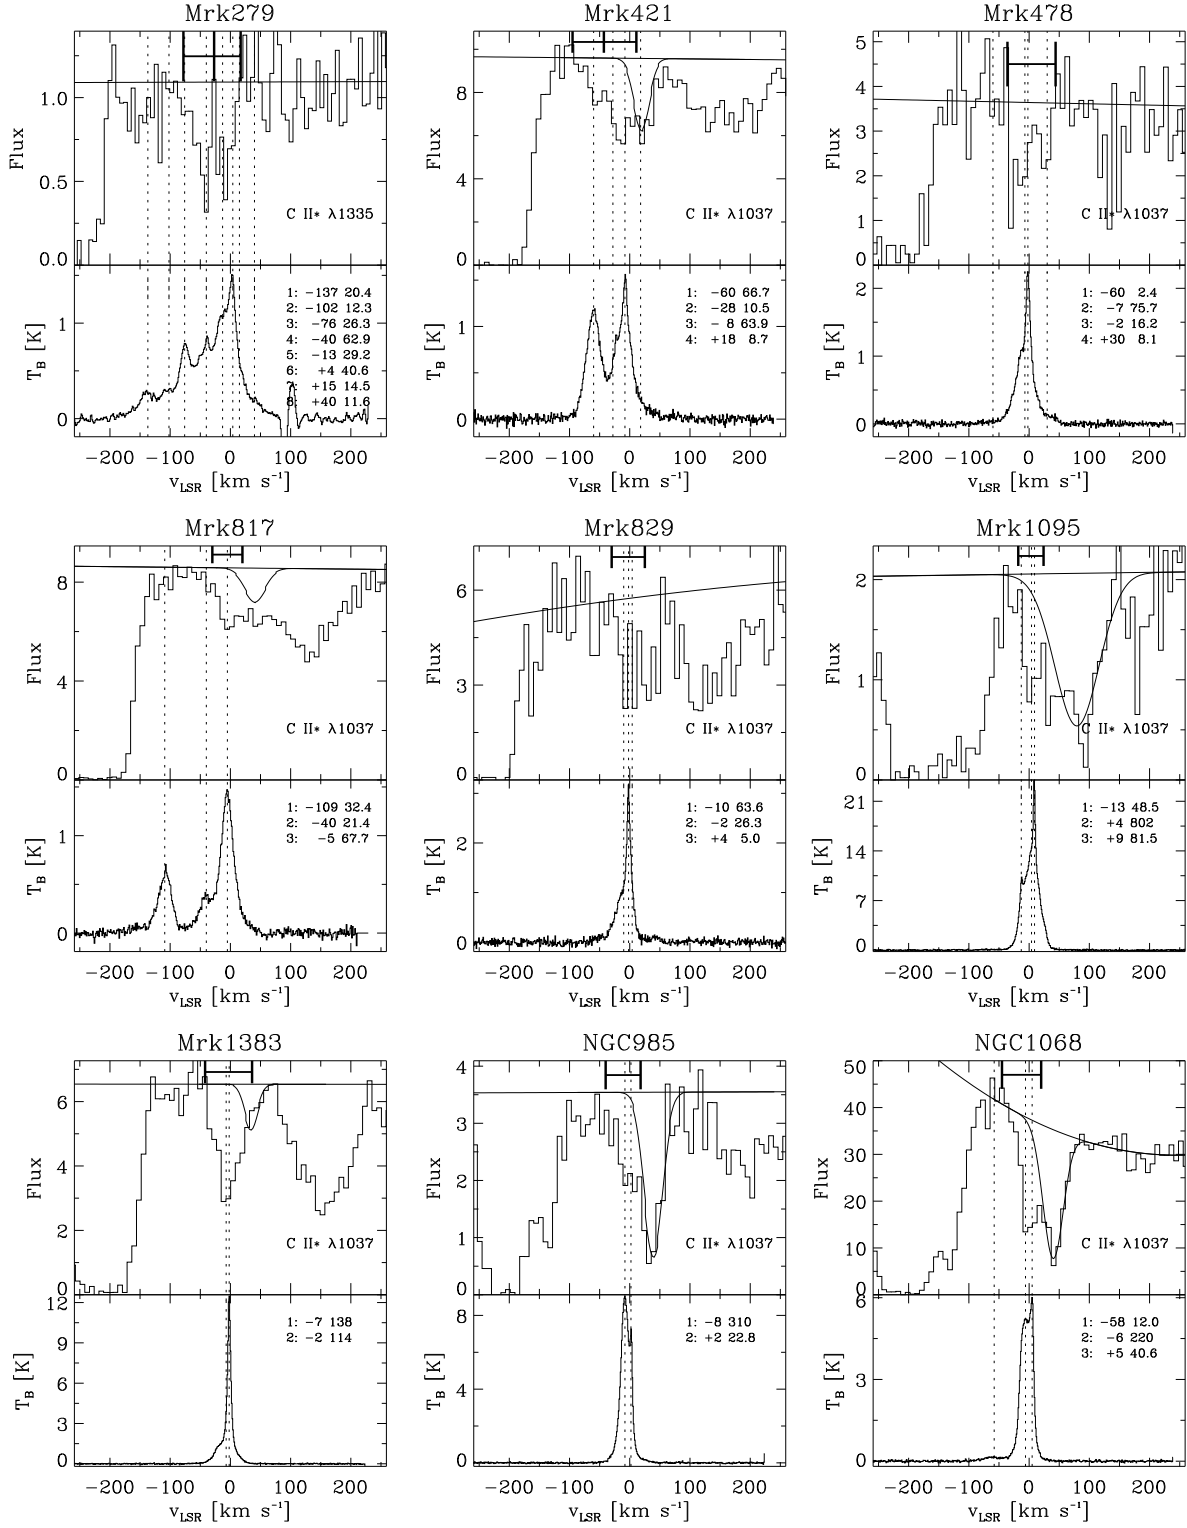 Mrk279
Mrk421
Mrk478
Flux
1.0
0.5
0.0
C II* λ1335
Flux
8
4
0
C II* λ1037
Flux
5
4
3
2
1
0
C II* λ1037
T_B [K]
1
0
1: −137 20.4
2: −102 12.3
3: −76 26.3
4: −40 62.9
5: −13 29.2
6: +4 40.6
+15 14.5
8: +40 11.6
T_B [K]
1
0
1: −60 66.7
2: −28 10.5
3: − 8 63.9
4: +18 8.7
T_B [K]
2
1
0
1: −60 2.4
2: −7 75.7
3: −2 16.2
4: +30 8.1
−200 −100 0 100 200
v_LSR [km s⁻¹]
−200 −100 0 100 200
v_LSR [km s⁻¹]
−200 −100 0 100 200
v_LSR [km s⁻¹]
Mrk817
Mrk829
Mrk1095
Flux
8
4
0
C II* λ1037
Flux
6
3
0
C II* λ1037
Flux
2
1
0
C II* λ1037
T_B [K]
1
0
1: −109 32.4
2: −40 21.4
3: −5 67.7
T_B [K]
2
0
1: −10 63.6
2: −2 26.3
3: +4 5.0
T_B [K]
21
14
7
0
1: −13 48.5
2: +4 802
3: +9 81.5
−200 −100 0 100 200
v_LSR [km s⁻¹]
−200 −100 0 100 200
v_LSR [km s⁻¹]
−200 −100 0 100 200
v_LSR [km s⁻¹]
Mrk1383
NGC985
NGC1068
Flux
6
4
2
0
C II* λ1037
Flux
4
3
2
1
0
C II* λ1037
Flux
50
40
30
20
10
0
C II* λ1037
T_B [K]
12
9
6
3
0
1: −7 138
2: −2 114
T_B [K]
8
4
0
1: −8 310
2: +2 22.8
T_B [K]
6
3
0
1: −58 12.0
2: −6 220
3: +5 40.6
−200 −100 0 100 200
v_LSR [km s⁻¹]
−200 −100 0 100 200
v_LSR [km s⁻¹]
−200 −100 0 100 200
v_LSR [km s⁻¹]